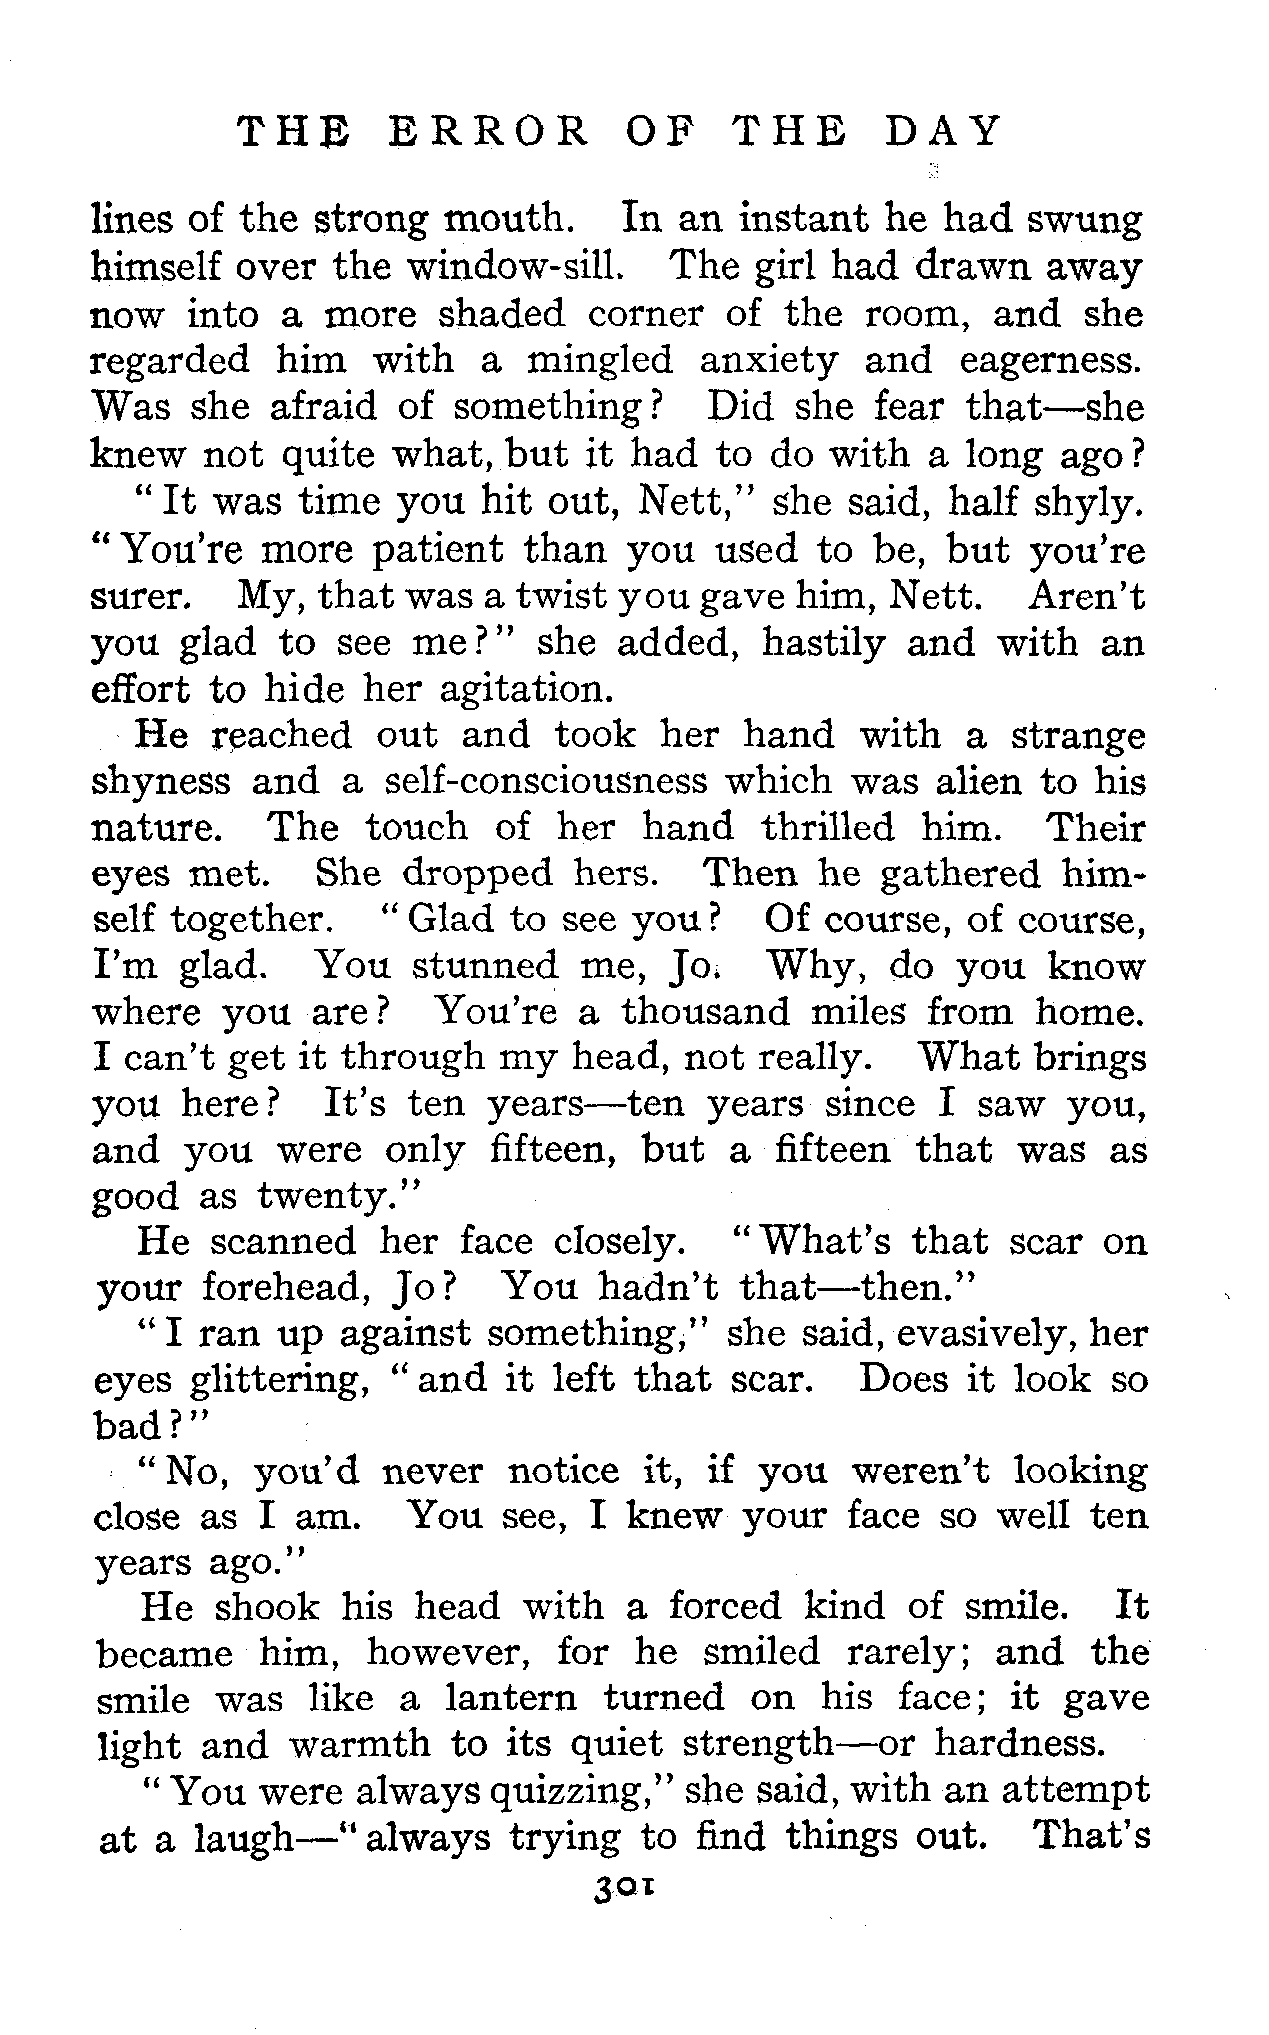 THE ERROR OF THE DAY
lines of the strong mouth. In an instant he had swung
himself over the window-sill. The girl had drawn away
now into a more shaded corner of the room, and she
regarded him with a mingled anxiety and eagerness.
Was she afraid of something? Did she fear that—she
knew not quite what, but it had to do with a long ago?
"It was time you hit out, Nett," she said, half shyly.
"You're more patient than you used to be, but you're
surer. My, that was a twist you gave him, Nett. Aren't
you glad to see me?" she added, hastily and with an
effort to hide her agitation.
He reached out and took her hand with a strange
shyness and a self-consciousness which was alien to his
nature. The touch of her hand thrilled him. Their
eyes met. She dropped hers. Then he gathered him-
self together. "Glad to see you? Of course, of course,
I'm glad. You stunned me, Jo. Why, do you know
where you are? You're a thousand miles from home.
I can't get it through my head, not really. What brings
you here? It's ten years—ten years since I saw you,
and you were only fifteen, but a fifteen that was as
good as twenty."
He scanned her face closely. "What's that scar on
your forehead, Jo? You hadn't that—then."
"I ran up against something," she said, evasively, her
eyes glittering, "and it left that scar. Does it look so
bad?"
"No, you'd never notice it, if you weren't looking
close as I am. You see, I knew your face so well ten
years ago."
He shook his head with a forced kind of smile. It
became him, however, for he smiled rarely; and the
smile was like a lantern turned on his face; it gave
light and warmth to its quiet strength—or hardness.
"You were always quizzing," she said, with an attempt
at a laugh—"always trying to find things out. That's
301